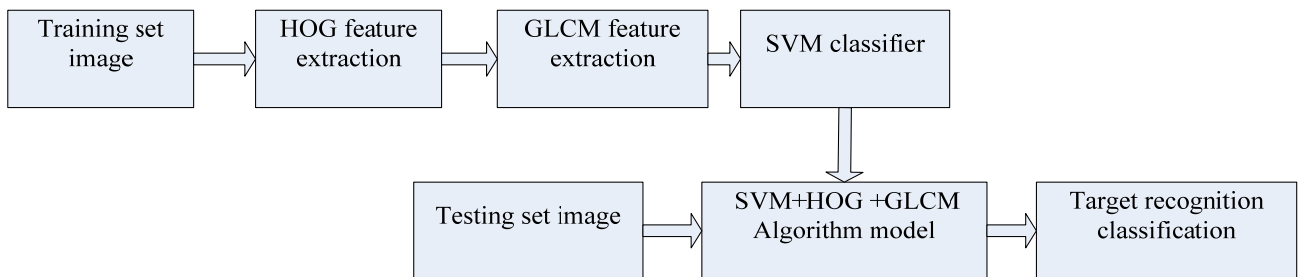 Training set
image
HOG feature
extraction
GLCM feature
extraction
SVM classifier
Testing set image
SVM+HOG +GLCM
Algorithm model
Target recognition
classification